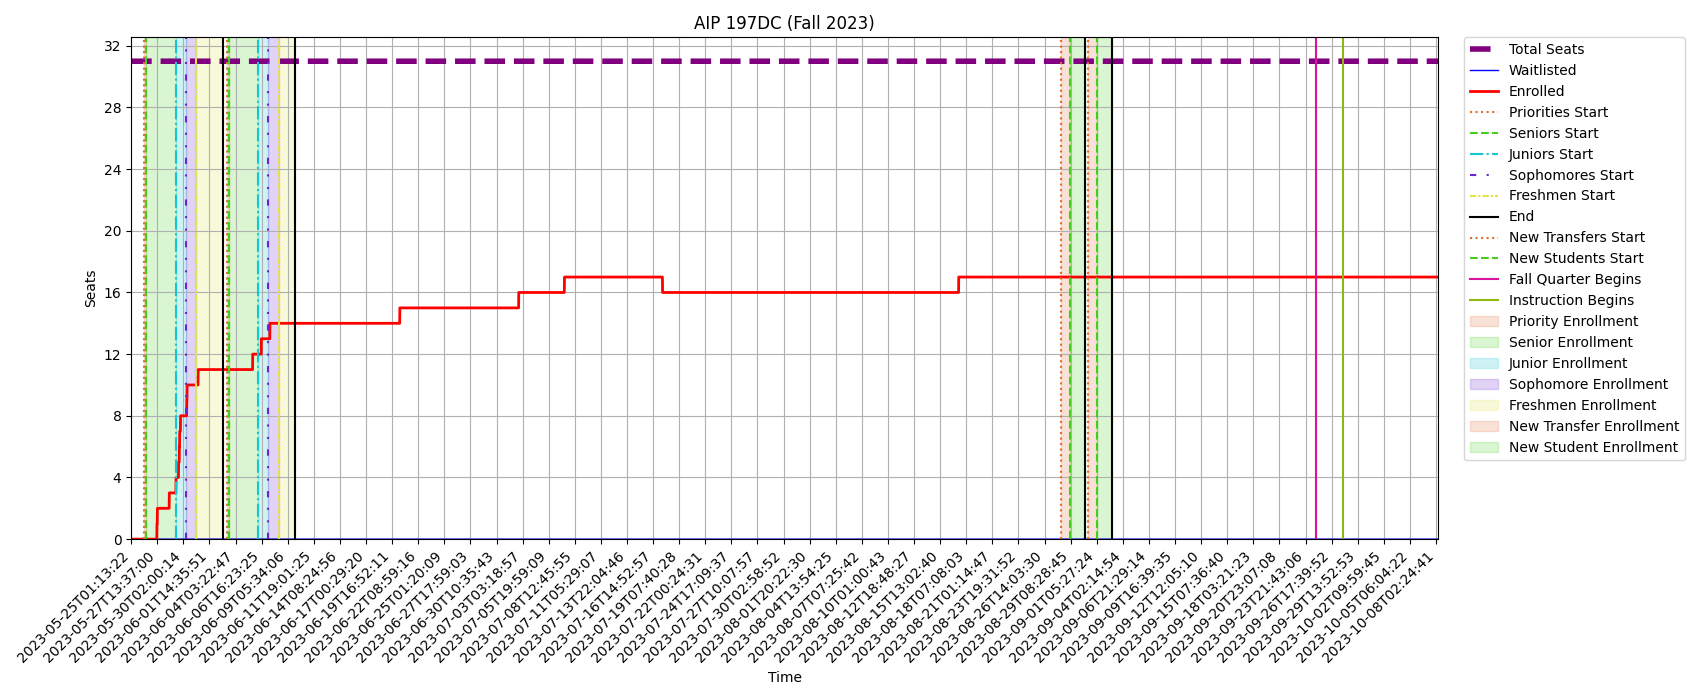 AIP 197DC (Fall 2023)
32
28
24
20
16
12
8
4
0
Seats
2023-05-25T01:13:22
2023-05-27T13:37:00
2023-05-30T02:00:14
2023-06-01T14:35:51
2023-06-04T03:22:47
2023-06-06T16:23:25
2023-06-09T05:34:06
2023-06-11T19:01:25
2023-06-14T08:24:56
2023-06-17T00:29:20
2023-06-19T16:52:11
2023-06-22T08:59:16
2023-06-25T01:20:09
2023-06-27T17:59:03
2023-06-30T10:35:43
2023-07-03T03:18:57
2023-07-05T19:59:09
2023-07-08T12:45:55
2023-07-11T05:29:07
2023-07-13T22:04:46
2023-07-16T14:52:57
2023-07-19T07:40:28
2023-07-22T00:24:31
2023-07-24T17:09:37
2023-07-27T10:07:57
2023-07-30T02:58:52
2023-08-01T20:22:30
2023-08-04T13:54:25
2023-08-07T07:25:42
2023-08-10T01:00:43
2023-08-12T18:48:27
2023-08-15T13:02:40
2023-08-18T07:08:03
2023-08-21T01:14:47
2023-08-23T19:31:52
2023-08-26T14:03:30
2023-08-29T08:28:45
2023-09-01T05:27:24
2023-09-04T02:14:54
2023-09-06T21:29:14
2023-09-09T16:39:35
2023-09-12T12:05:10
2023-09-15T07:36:40
2023-09-18T03:21:23
2023-09-20T23:07:08
2023-09-23T21:43:06
2023-09-26T17:39:52
2023-09-29T13:52:53
2023-10-02T09:59:45
2023-10-05T06:04:22
2023-10-08T02:24:41
Time
Total Seats
Waitlisted
Enrolled
Priorities Start
Seniors Start
Juniors Start
Sophomores Start
Freshmen Start
End
New Transfers Start
New Students Start
Fall Quarter Begins
Instruction Begins
Priority Enrollment
Senior Enrollment
Junior Enrollment
Sophomore Enrollment
Freshmen Enrollment
New Transfer Enrollment
New Student Enrollment